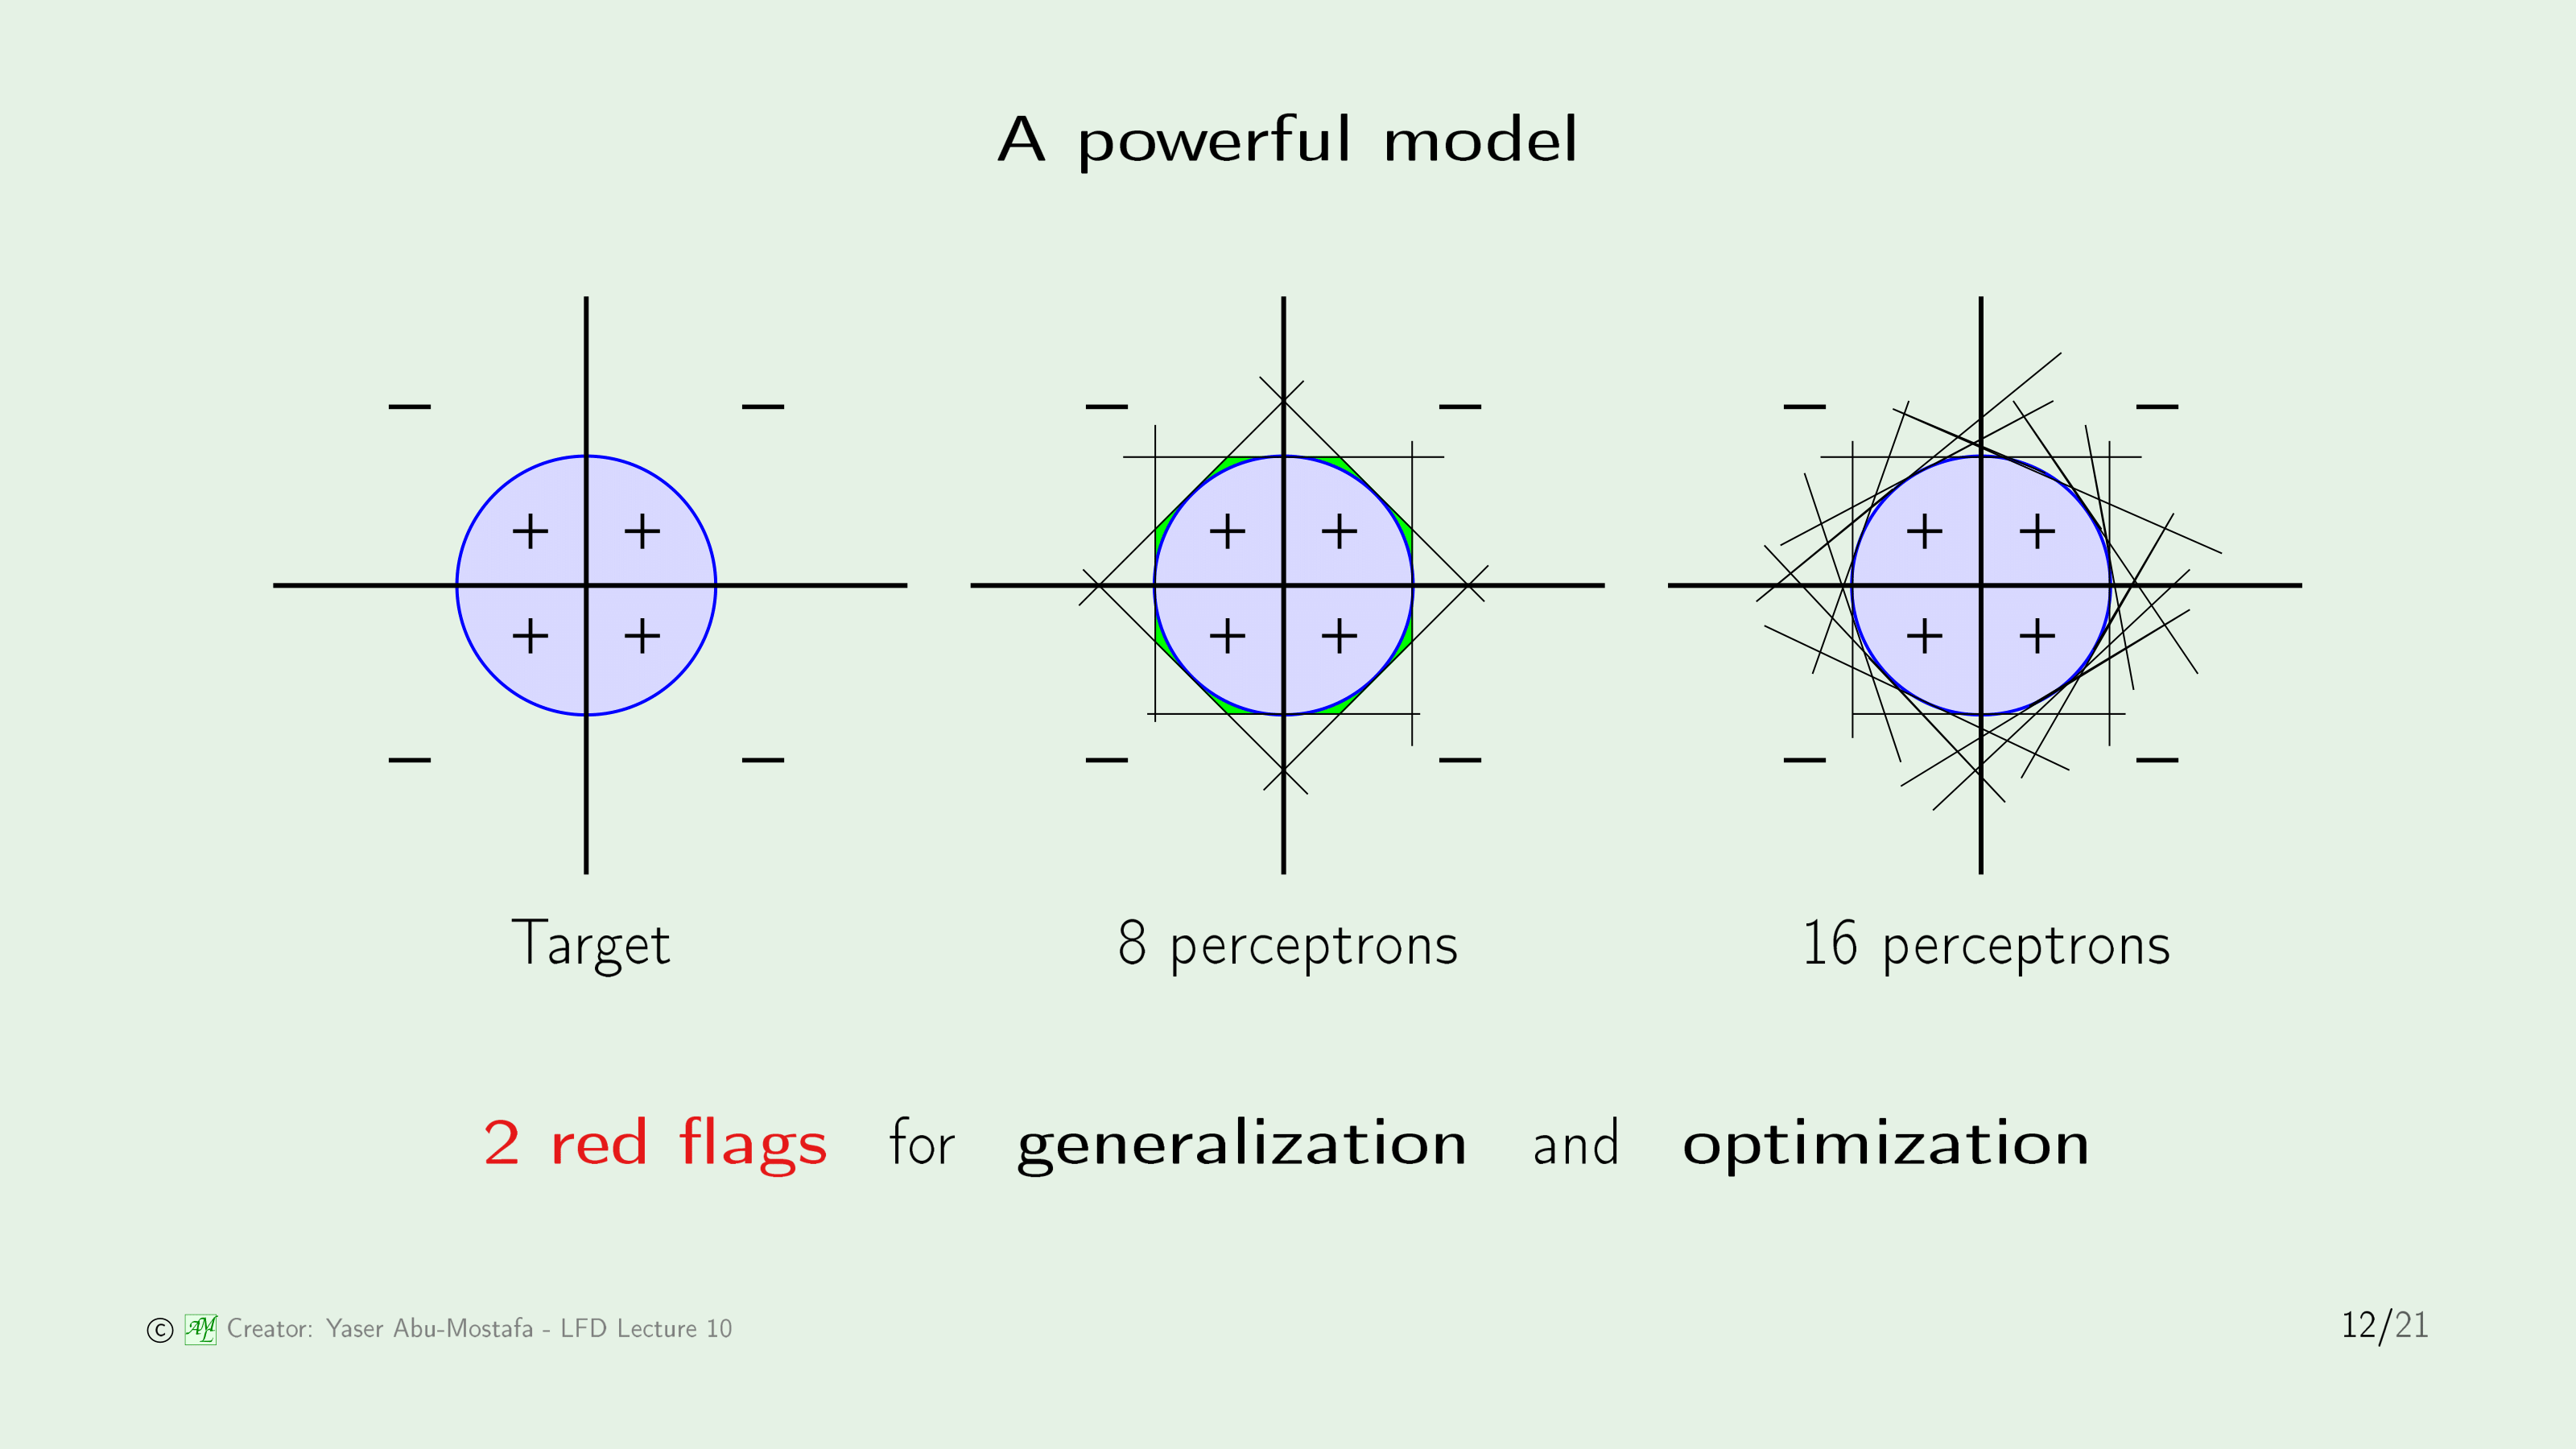 A powerful model
− − − − − −
+ + + + + +
+ + + + + +
− − − − − −
Target 8 perceptrons 16 perceptrons
2 red flags for generalization and optimization
© AML Creator: Yaser Abu-Mostafa - LFD Lecture 10 12/21